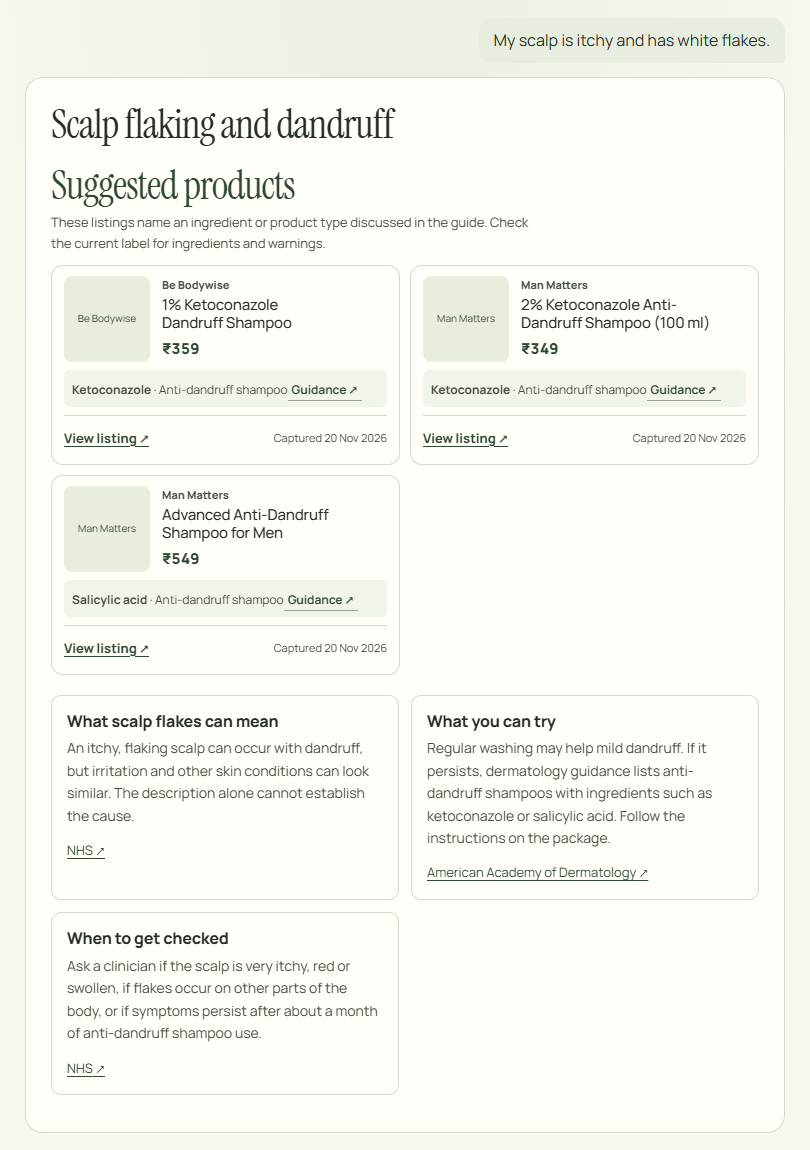 My scalp is itchy and has white flakes.
Scalp flaking and dandruff
Suggested products
These listings name an ingredient or product type discussed in the guide. Check
the current label for ingredients and warnings.
Be Bodywise
Be Bodywise
1% Ketoconazole
Dandruff Shampoo
₹359
Ketoconazole · Anti-dandruff shampoo Guidance ↗
View listing ↗
Captured 20 Nov 2026
Man Matters
Man Matters
2% Ketoconazole Anti-
Dandruff Shampoo (100 ml)
₹349
Ketoconazole · Anti-dandruff shampoo Guidance ↗
View listing ↗
Captured 20 Nov 2026
Man Matters
Man Matters
Advanced Anti-Dandruff
Shampoo for Men
₹549
Salicylic acid · Anti-dandruff shampoo Guidance ↗
View listing ↗
Captured 20 Nov 2026
What scalp flakes can mean
An itchy, flaking scalp can occur with dandruff,
but irritation and other skin conditions can look
similar. The description alone cannot establish
the cause.
NHS ↗
What you can try
Regular washing may help mild dandruff. If it
persists, dermatology guidance lists anti-
dandruff shampoos with ingredients such as
ketoconazole or salicylic acid. Follow the
instructions on the package.
American Academy of Dermatology ↗
When to get checked
Ask a clinician if the scalp is very itchy, red or
swollen, if flakes occur on other parts of the
body, or if symptoms persist after about a month
of anti-dandruff shampoo use.
NHS ↗